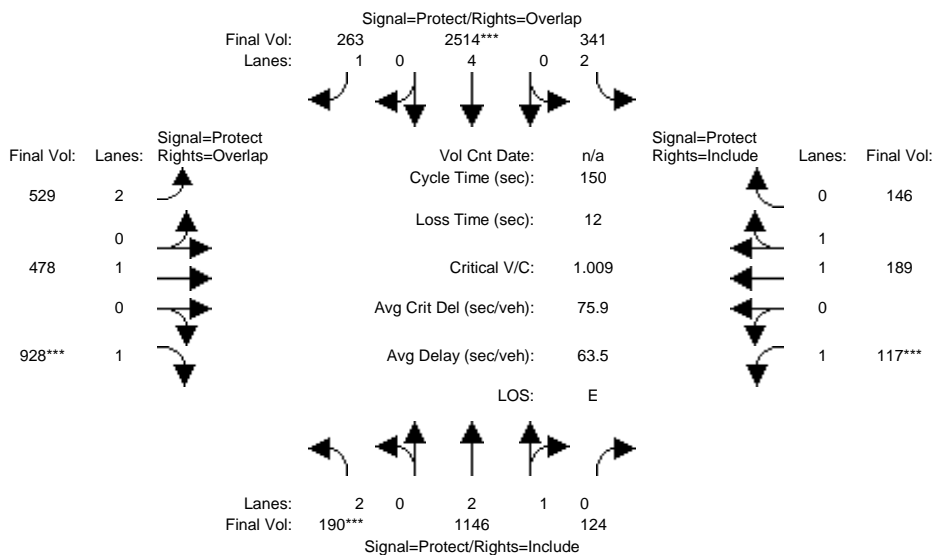 Signal=Protect/Rights=Overlap
Final Vol: 263 2514*** 341
Lanes: 1 0 4 0 2
Signal=Protect Signal=Protect
Final Vol: Lanes: Rights=Overlap Vol Cnt Date: n/a Rights=Include Lanes: Final Vol:
Cycle Time (sec): 150
529 2 0 146
Loss Time (sec): 12
0 1
478 1 Critical V/C: 1.009 1 189
0 Avg Crit Del (sec/veh): 75.9 0
928*** 1 Avg Delay (sec/veh): 63.5 1 117***
LOS: E
Lanes: 2 0 2 1 0
Final Vol: 190*** 1146 124
Signal=Protect/Rights=Include